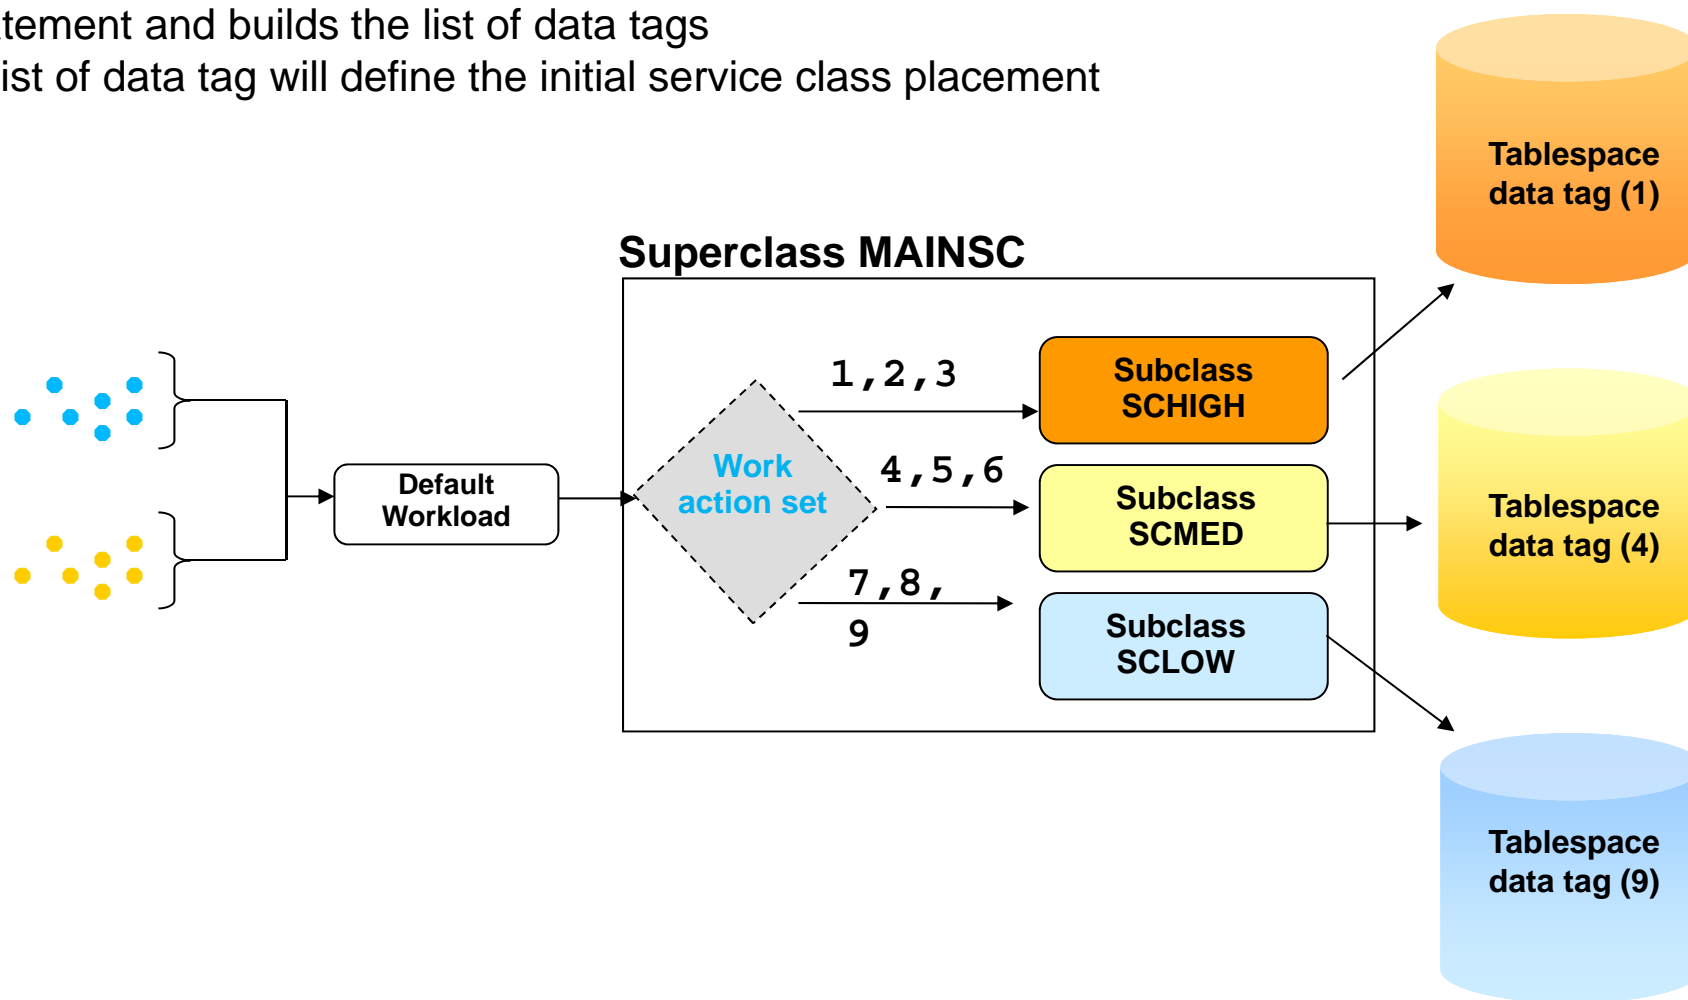 tement and builds the list of data tags
ist of data tag will define the initial service class placement
Tablespace
data tag (1)
Superclass MAINSC
1,2,3
Subclass
SCHIGH
Work
action set
4,5,6
Default
Workload
Subclass
SCMED
Tablespace
data tag (4)
7,8,
9
Subclass
SCLOW
Tablespace
data tag (9)